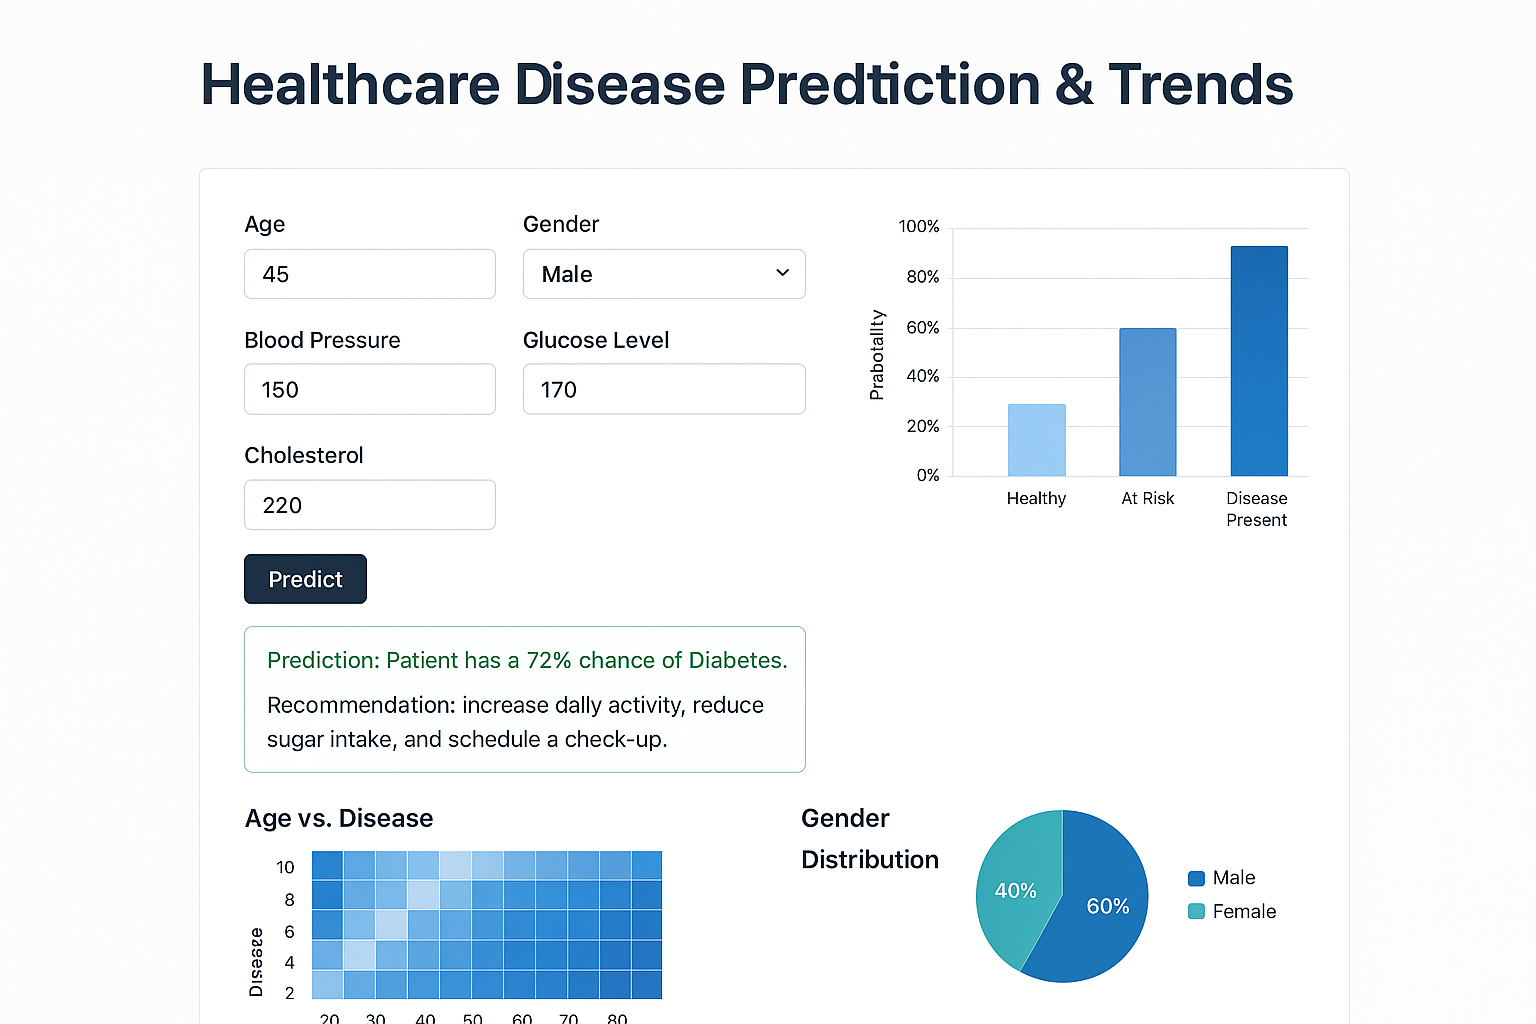 Healthcare Disease Predtiction & Trends
Age
Gender
45
Male
Blood Pressure
Glucose Level
150
170
Cholesterol
220
Predict
Prediction: Patient has a 72% chance of Diabetes.
Recommendation: increase dally activity, reduce
sugar intake, and schedule a check-up.
100%
80%
60%
40%
20%
0%
Prabotallty
Healthy
At Risk
Disease
Present
Age vs. Disease
10
8
6
4
2
20 30 40 50 60 70 80
Gender
Distribution
40%
60%
Male
Female